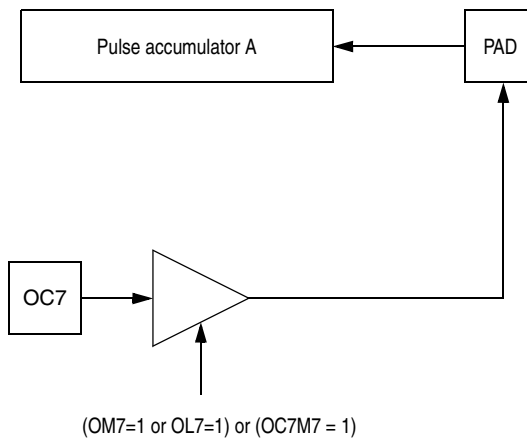 Pulse accumulator A
PAD
OC7
(OM7=1 or OL7=1) or (OC7M7 = 1)